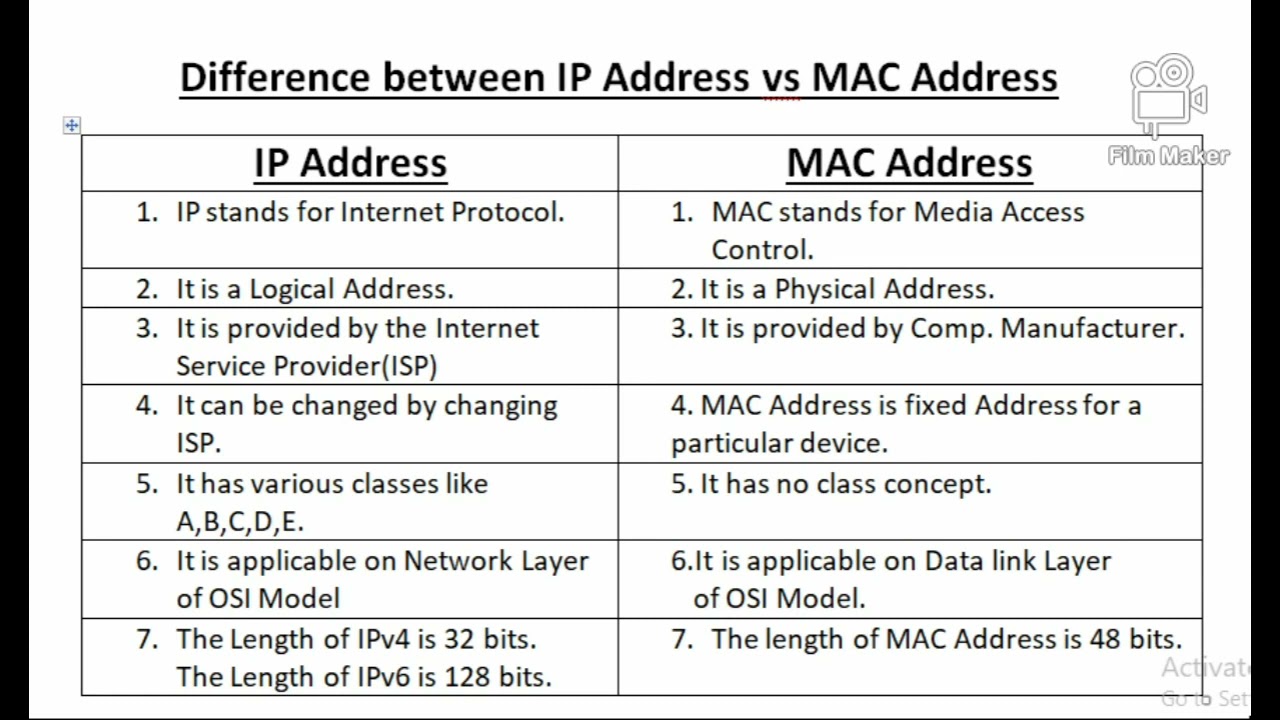 Difference between IP Address vs MAC Address
Film Maker
IP Address
MAC Address
1. IP stands for Internet Protocol.
1. MAC stands for Media Access
Control.
2. It is a Logical Address.
2. It is a Physical Address.
3. It is provided by the Internet
Service Provider(ISP)
3. It is provided by Comp. Manufacturer.
4. It can be changed by changing
ISP.
4. MAC Address is fixed Address for a
particular device.
5. It has various classes like
A,B,C,D,E.
5. It has no class concept.
6. It is applicable on Network Layer
of OSI Model
6.It is applicable on Data link Layer
of OSI Model.
7. The Length of IPv4 is 32 bits.
The Length of IPv6 is 128 bits.
7. The length of MAC Address is 48 bits.
Activate
Go to Set